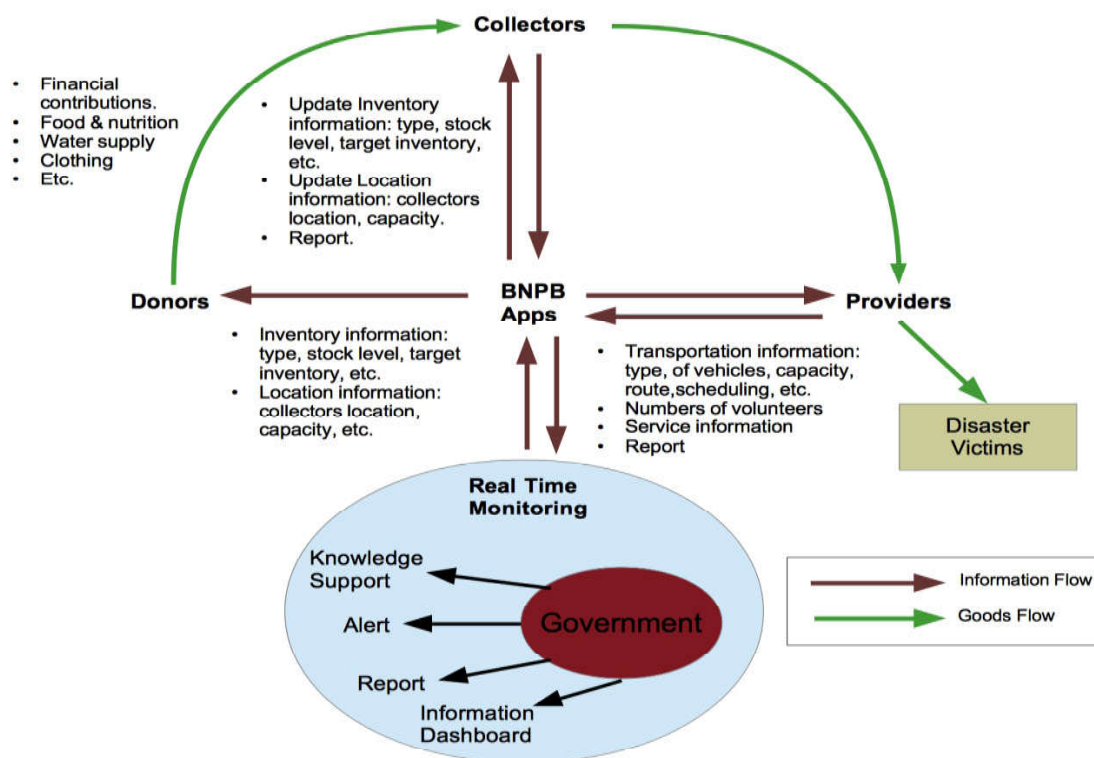 Collectors
• Financial
contributions.
• Food & nutrition
• Water supply
• Clothing
• Etc.
• Update Inventory
information: type, stock
level, target inventory,
etc.
• Update Location
information: collectors
location, capacity.
• Report.
Donors
BNPB
Apps
Providers
• Inventory information:
type, stock level, target
inventory, etc.
• Location information:
collectors location,
capacity, etc.
• Transportation information:
type, of vehicles, capacity,
route,scheduling, etc.
• Numbers of volunteers
• Service information
• Report
Disaster
Victims
Real Time
Monitoring
Knowledge
Support
Alert
Report
Information
Dashboard
Government
Information Flow
Goods Flow